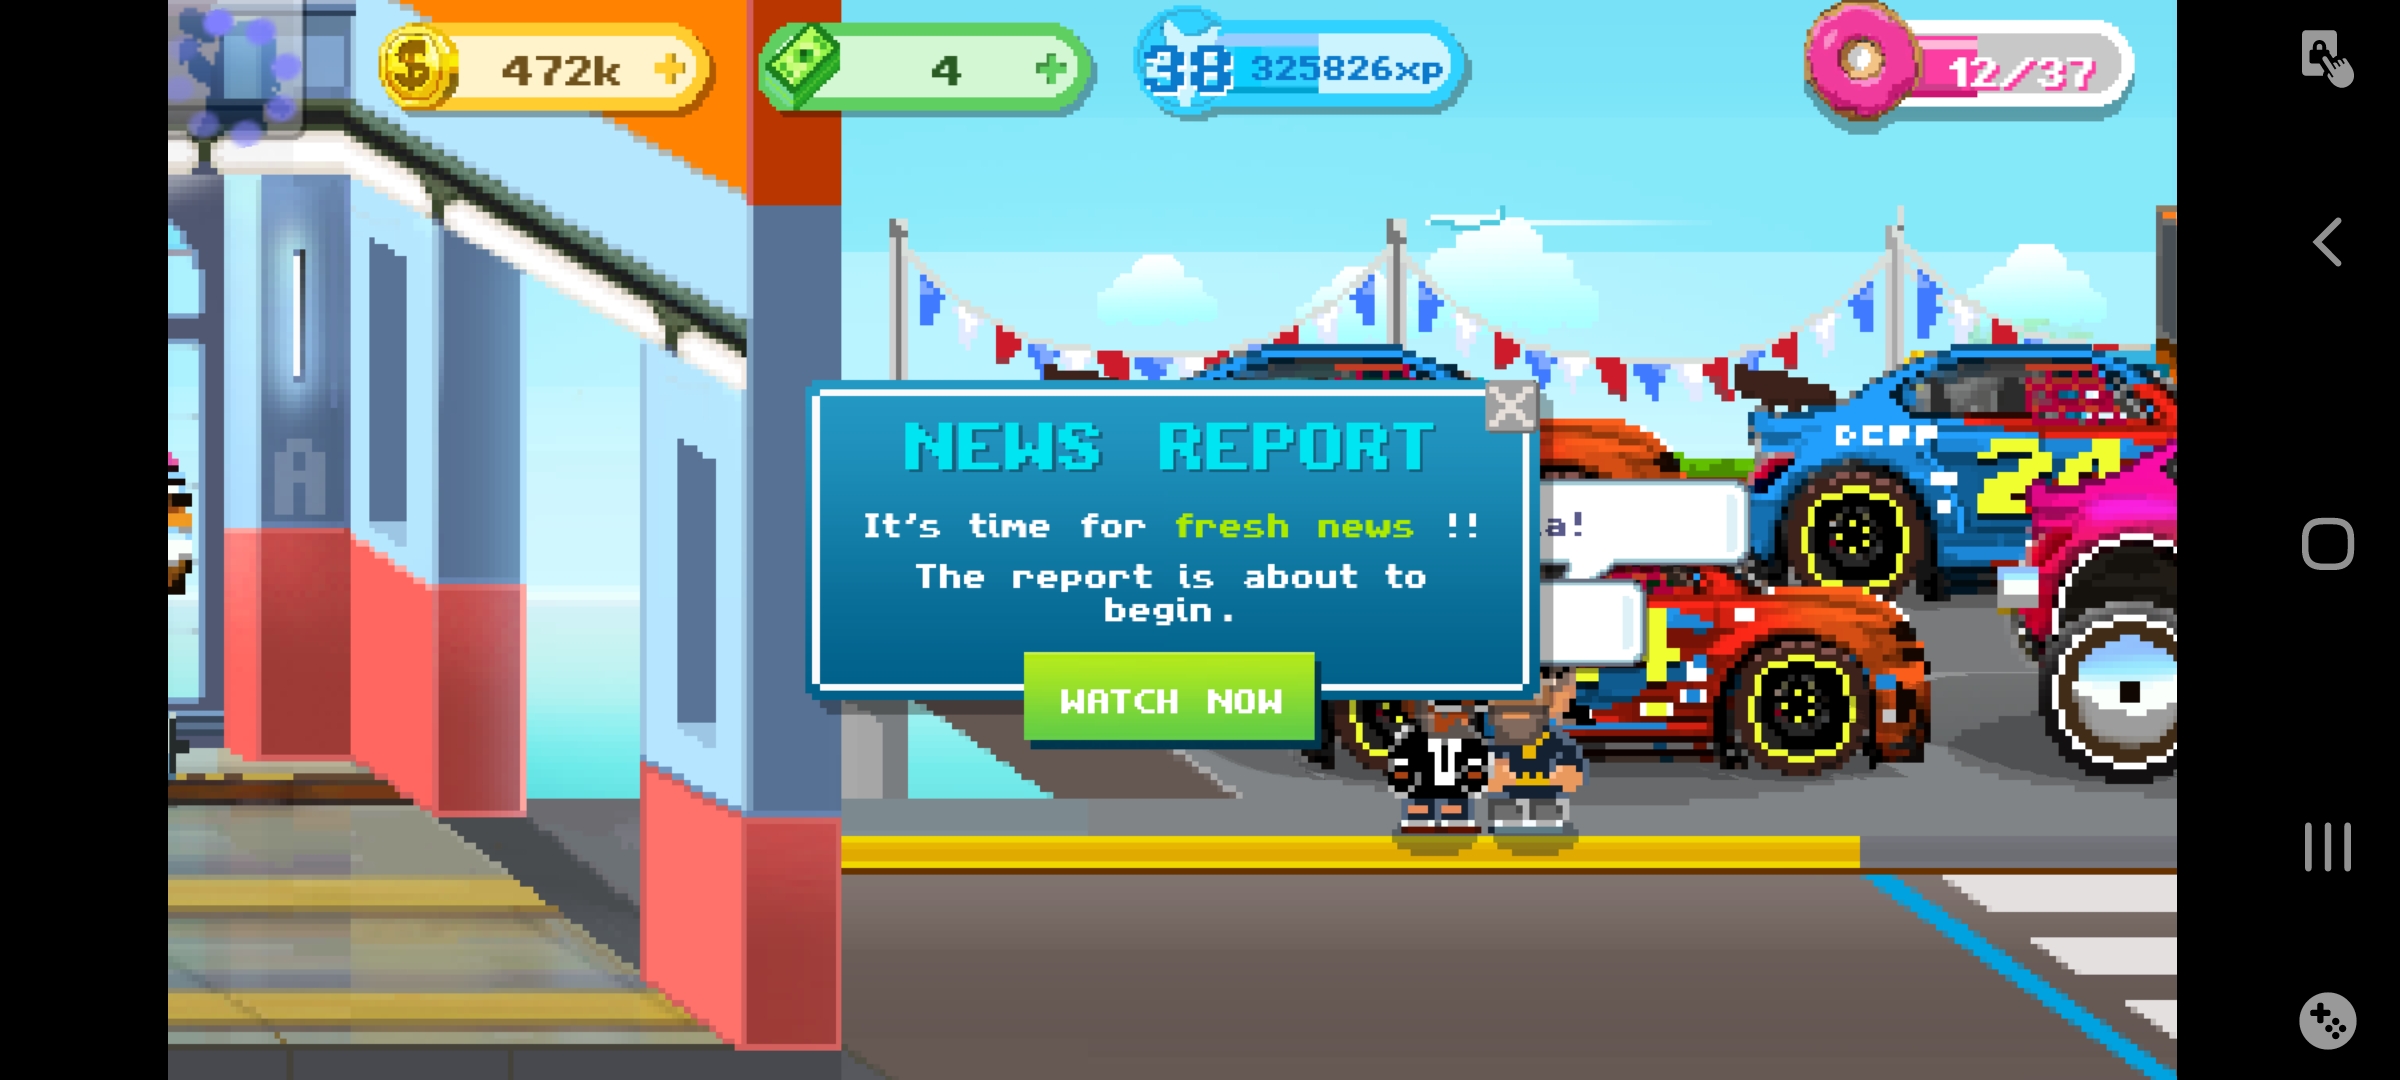 472k
4
38
325826xp
12/37
NEWS REPORT
It's time for fresh news !!
The report is about to
begin.
WATCH NOW
a!
24
A